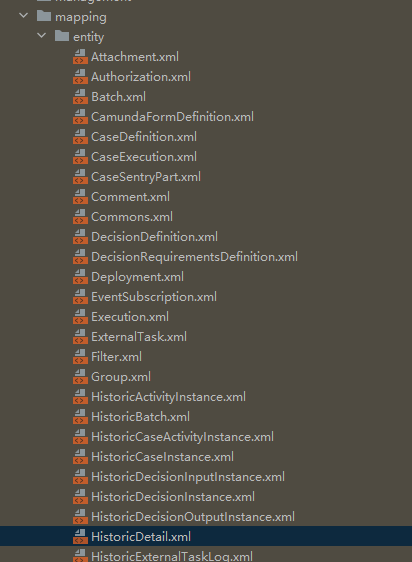 management
mapping
entity
Attachment.xml
Authorization.xml
Batch.xml
CamundaFormDefinition.xml
CaseDefinition.xml
CaseExecution.xml
CaseSentryPart.xml
Comment.xml
Commons.xml
DecisionDefinition.xml
DecisionRequirementsDefinition.xml
Deployment.xml
EventSubscription.xml
Execution.xml
ExternalTask.xml
Filter.xml
Group.xml
HistoricActivityInstance.xml
HistoricBatch.xml
HistoricCaseActivityInstance.xml
HistoricCaseInstance.xml
HistoricDecisionInputInstance.xml
HistoricDecisionInstance.xml
HistoricDecisionOutputInstance.xml
HistoricDetail.xml
HistoricExternalTaskLog.xml